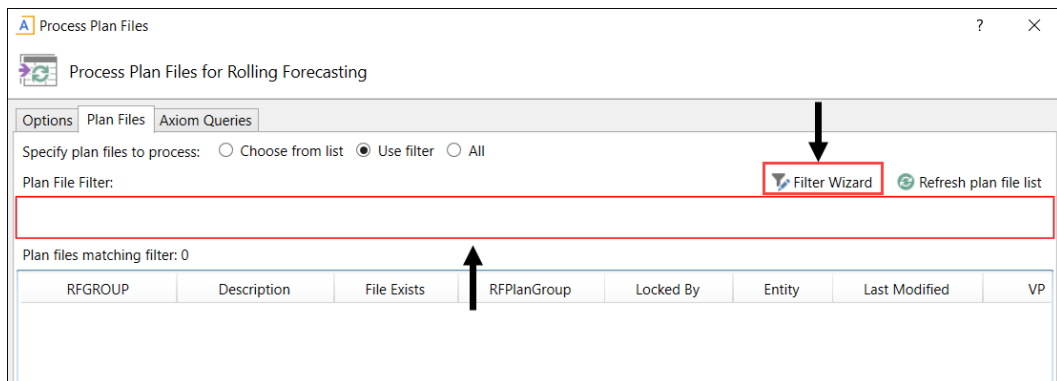 A Process Plan Files ?
Process Plan Files for Rolling Forecasting
Options Plan Files Axiom Queries
Specify plan files to process: Choose from list Use filter All
Plan File Filter: Filter Wizard Refresh plan file list
Plan files matching filter: 0
RFGROUP Description File Exists RFPlanGroup Locked By Entity Last Modified VP